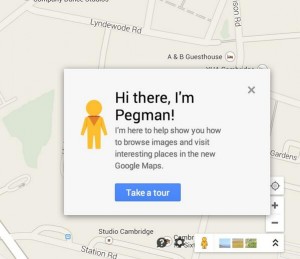 Lyndewode Rd
A & B Guesthouse
Hi there, I'm
Pegman!
I'm here to help show you how
to browse images and visit
interesting places in the new
Google Maps.
Take a tour
Gardens
Studio Cambridge
Station Rd